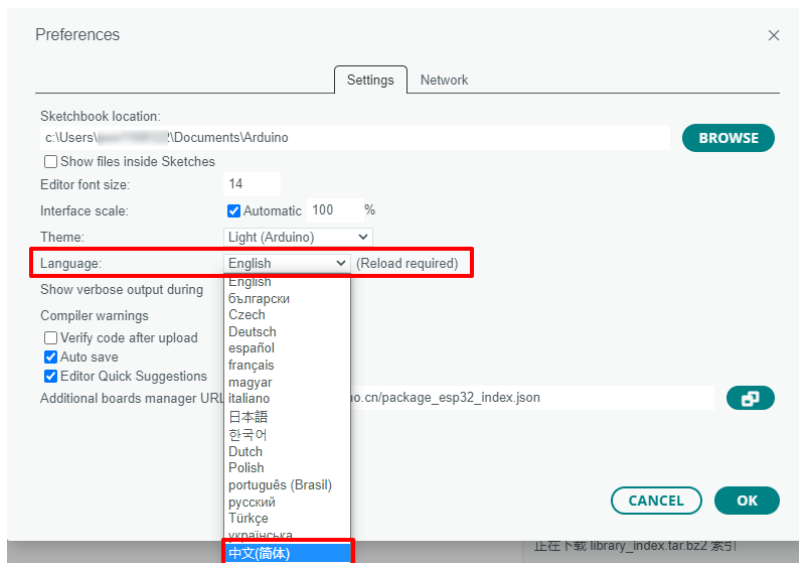 Preferences
Settings Network
Sketchbook location:
c:\Users\ \Documents\Arduino
BROWSE
Show files inside Sketches
Editor font size: 14
Interface scale: Automatic 100 %
Theme: Light (Arduino)
Language: English (Reload required)
Show verbose output during
Compiler warnings
Verify code after upload
Auto save
Editor Quick Suggestions
Additional boards manager URL o.cn/package_esp32_index.json
English
български
Czech
Deutsch
español
français
magyar
italiano
日本語
한국어
Dutch
Polish
português (Brasil)
русский
Türkçe
українська
中文(简体)
CANCEL OK
正在下载 library_index.tar.bz2 索引